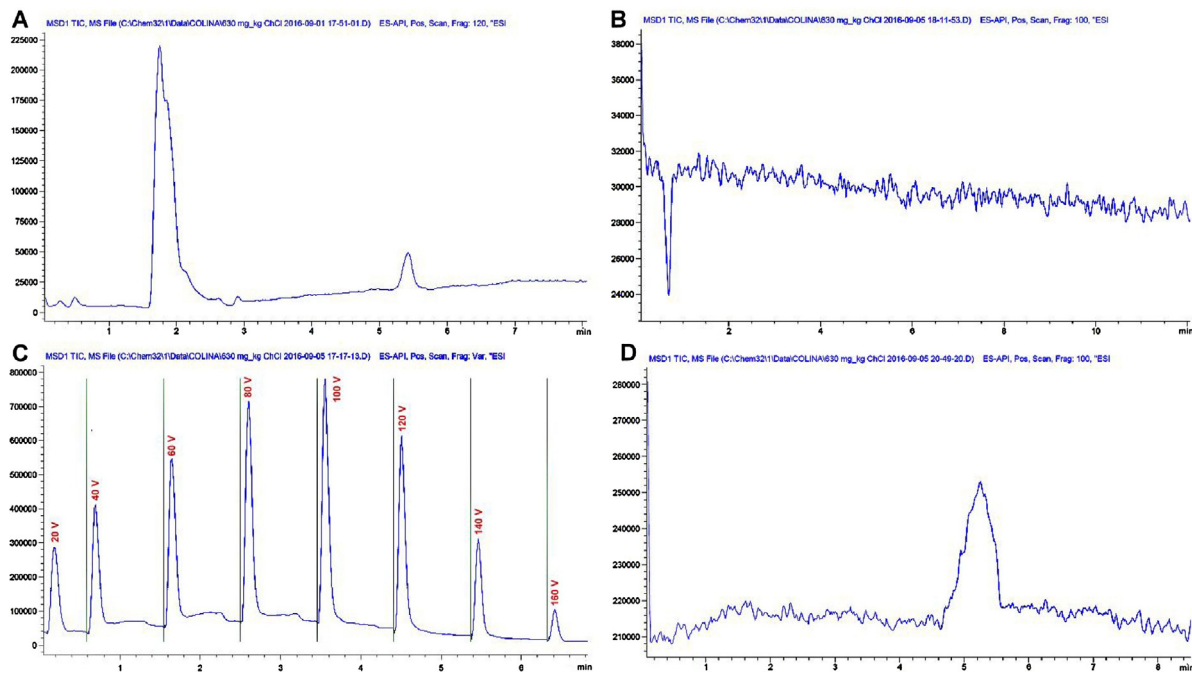 A
MSD1 TIC, MS File (C:\Chem32\1\Data\COLINA\630 mg_kg ChCl 2016-09-01 17-51-01.D) ES-API, Pos, Scan, Frag: 120, "ESI
225000
200000
175000
150000
125000
100000
75000
50000
25000
0
1 2 3 4 5 6 7 min
B
MSD1 TIC, MS File (C:\Chem32\1\Data\COLINA\630 mg_kg ChCl 2016-09-05 18-11-53.D) ES-API, Pos, Scan, Frag: 100, "ESI
38000
36000
34000
32000
30000
28000
26000
24000
2 4 6 8 10 min
C
MSD1 TIC, MS File (C:\Chem32\1\Data\COLINA\630 mg_kg ChCl 2016-09-05 17-17-13.D) ES-API, Pos, Scan, Frag: Var, "ESI
800000
700000
600000
500000
400000
300000
200000
100000
0
20 V
40 V
60 V
80 V
100 V
120 V
140 V
160 V
1 2 3 4 5 6 min
D
MSD1 TIC, MS File (C:\Chem32\1\Data\COLINA\630 mg_kg ChCl 2016-09-05 20-49-20.D) ES-API, Pos, Scan, Frag: 100, "ESI
280000
270000
260000
250000
240000
230000
220000
210000
1 2 3 4 5 6 7 8 min